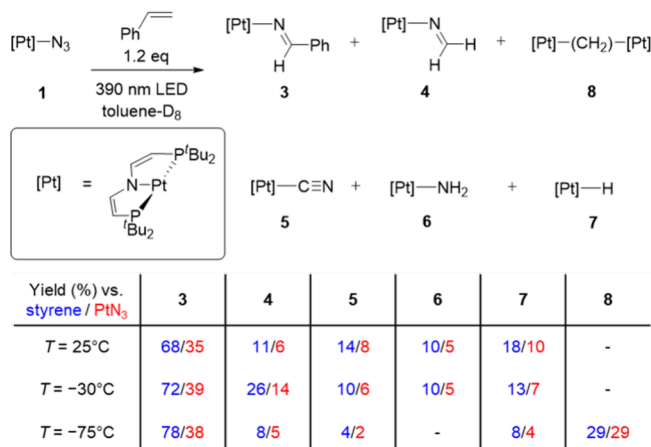 [Pt]—N₃
Ph
1.2 eq
390 nm LED
toluene-D₈
[Pt] N Ph H
+
[Pt] N H H
+
[Pt]—(CH₂)—[Pt]
1 3 4 8
[Pt] =
PᵗBu₂
N—Pt
P
ᵗBu₂
[Pt]—C≡N + [Pt]—NH₂ + [Pt]—H
5 6 7
Yield (%) vs. styrene / PtN₃ 3 4 5 6 7 8
T = 25°C 68/35 11/6 14/8 10/5 18/10 -
T = −30°C 72/39 26/14 10/6 10/5 13/7 -
T = −75°C 78/38 8/5 4/2 - 8/4 29/29